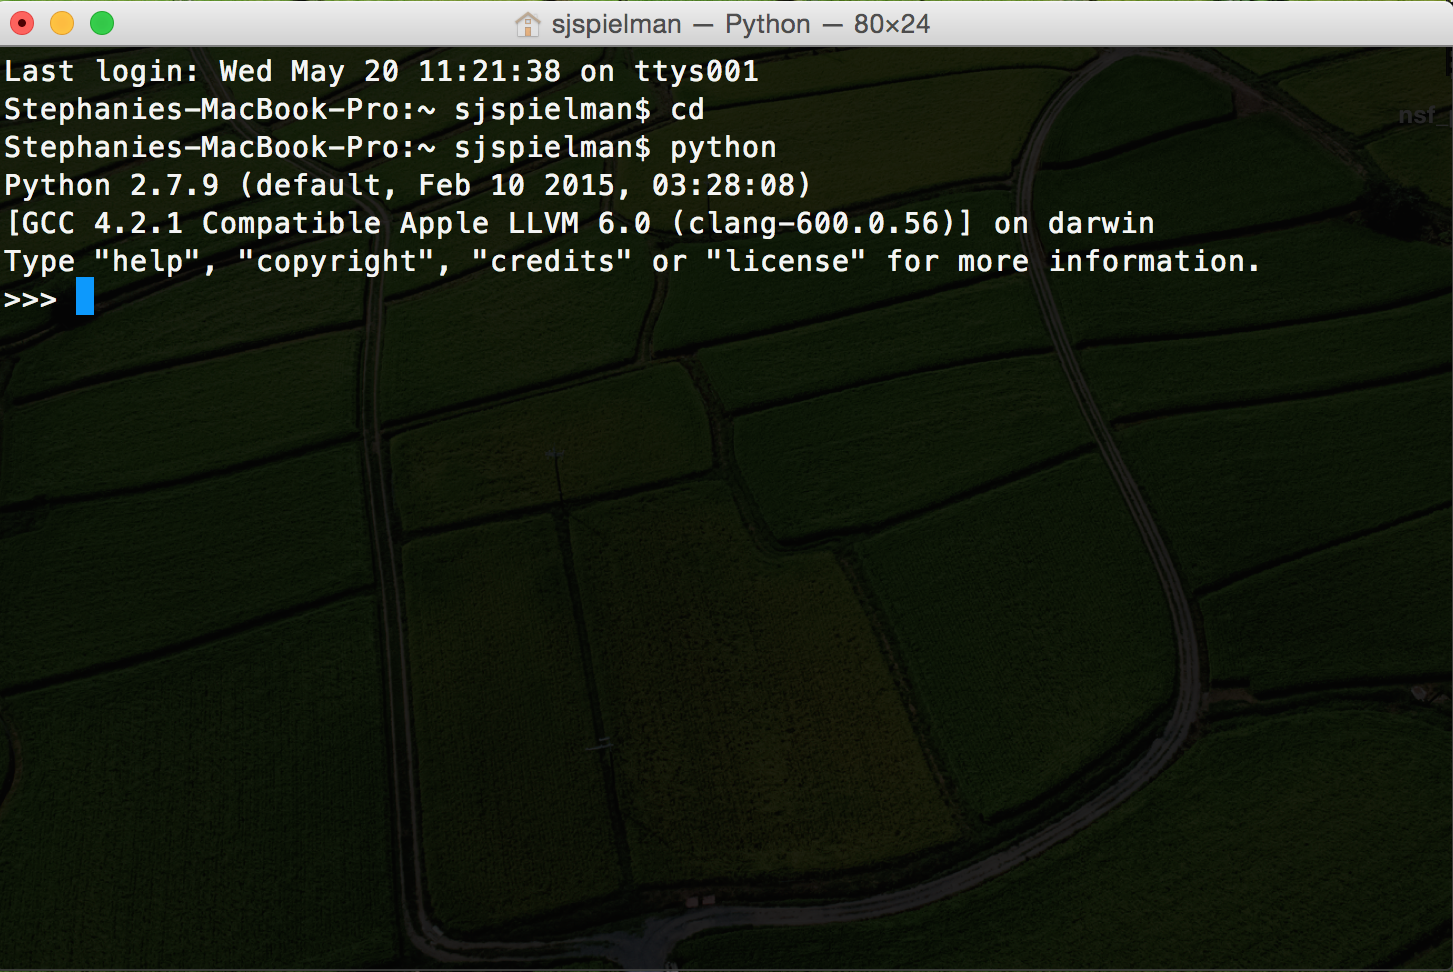 sjspielman — Python — 80×24
Last login: Wed May 20 11:21:38 on ttys001
Stephanies-MacBook-Pro:~ sjspielman$ cd
Stephanies-MacBook-Pro:~ sjspielman$ python
Python 2.7.9 (default, Feb 10 2015, 03:28:08)
[GCC 4.2.1 Compatible Apple LLVM 6.0 (clang-600.0.56)] on darwin
Type "help", "copyright", "credits" or "license" for more information.
>>>
nsf_